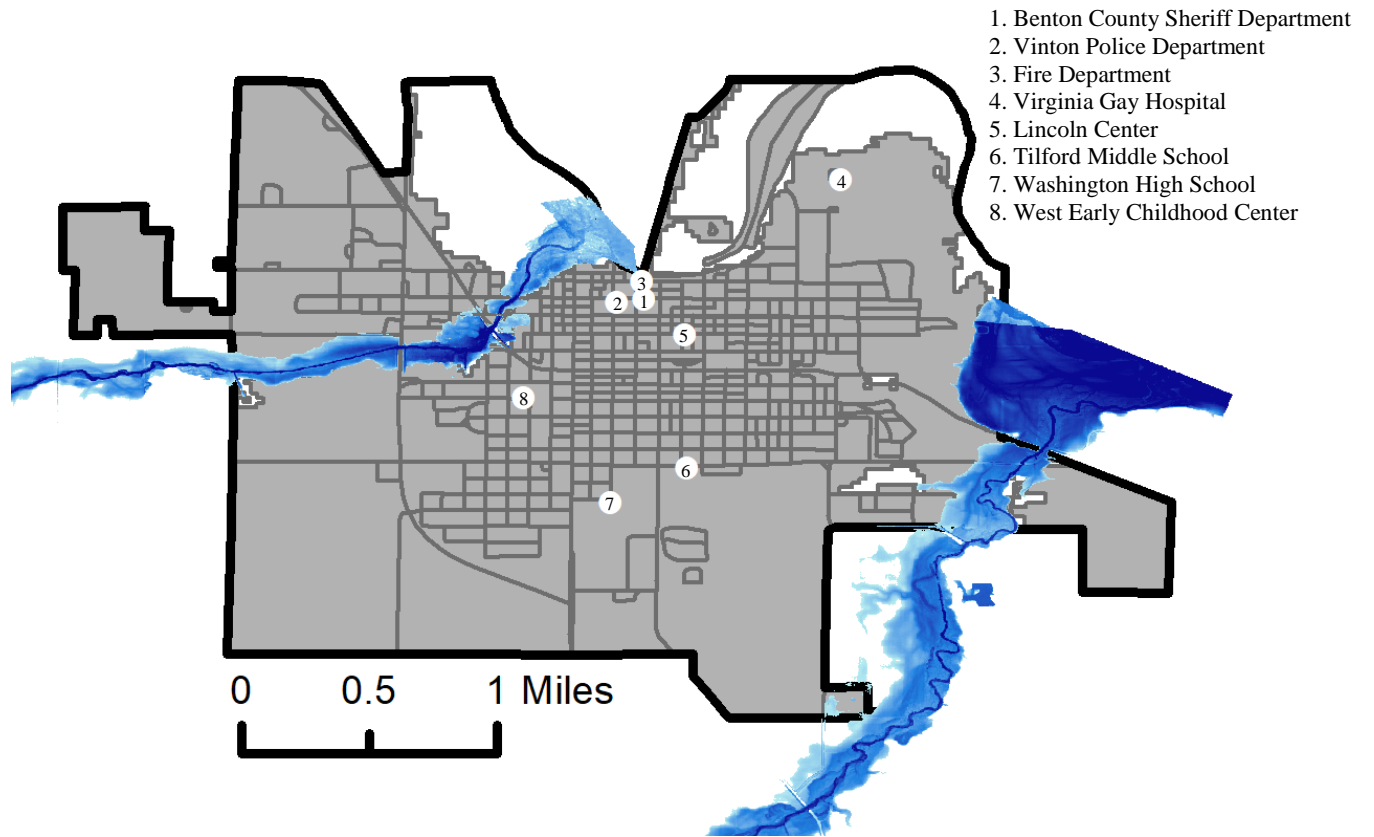 1. Benton County Sheriff Department
2. Vinton Police Department
3. Fire Department
4. Virginia Gay Hospital
5. Lincoln Center
6. Tilford Middle School
7. Washington High School
8. West Early Childhood Center
4
3
2 1
5
8
6
7
0 0.5 1 Miles